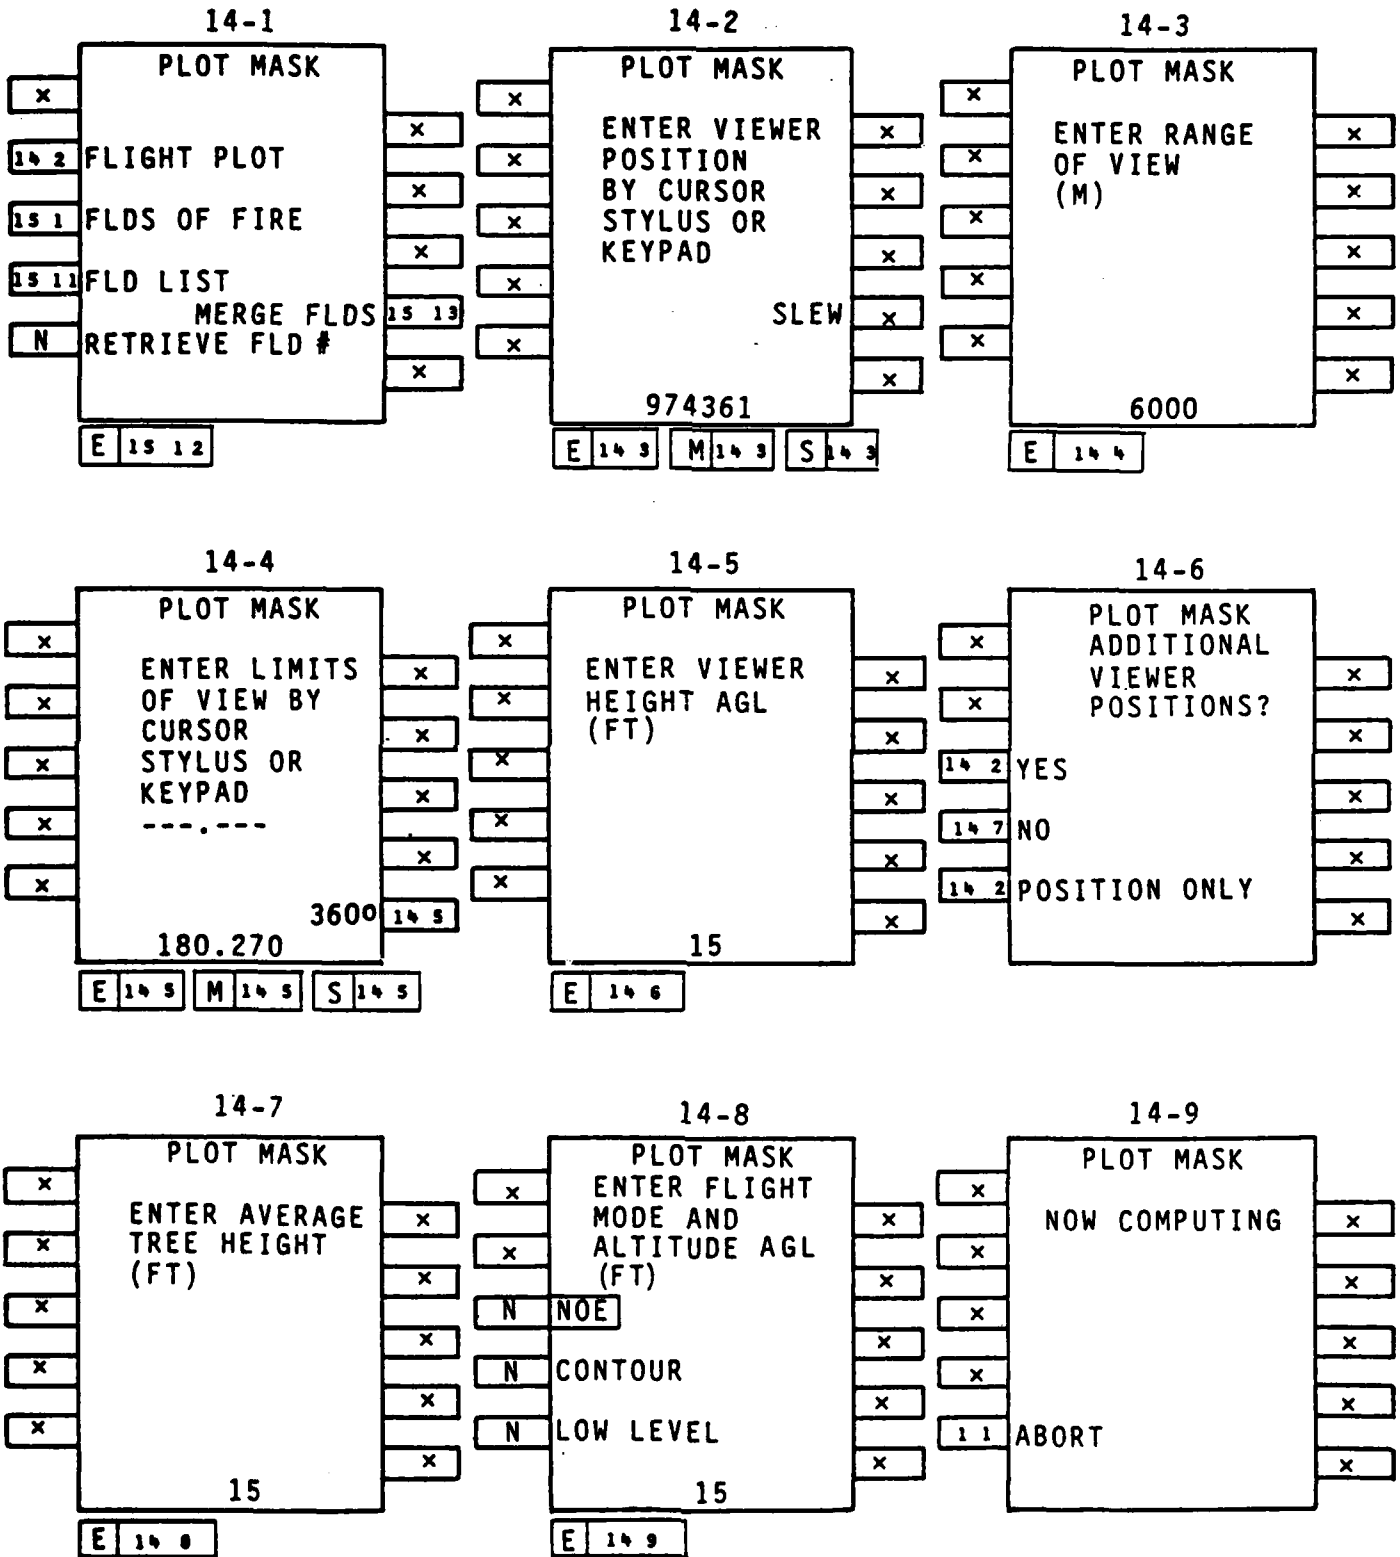 14-1
PLOT MASK
x
x
14 2 FLIGHT PLOT
x
15 1 FLDS OF FIRE
x
15 11 FLD LIST
MERGE FLDS 15 13
N RETRIEVE FLD #
x
E 15 12
14-2
PLOT MASK
x
ENTER VIEWER x
x POSITION
BY CURSOR x
x STYLUS OR
KEYPAD x
x
SLEW x
x
x
974361
E 14 3 M 14 3 S 14 3
14-3
PLOT MASK
x
ENTER RANGE x
x OF VIEW
(M) x
x
x
x
x
x
x
6000
E 14 4
14-4
PLOT MASK
x
ENTER LIMITS x
x OF VIEW BY
CURSOR x
x STYLUS OR
KEYPAD x
x ---.---
x
x
360o 14 5
180.270
E 14 5 M 14 5 S 14 5
14-5
PLOT MASK
x
ENTER VIEWER x
x HEIGHT AGL
(FT) x
x
x
x
x
x
x
15
E 14 6
14-6
PLOT MASK
x ADDITIONAL
VIEWER x
x POSITIONS?
x
14 2 YES
x
14 7 NO
x
14 2 POSITION ONLY
x
14-7
PLOT MASK
x
ENTER AVERAGE x
x TREE HEIGHT
(FT) x
x
x
x
x
x
x
15
E 14 8
14-8
PLOT MASK
x ENTER FLIGHT
MODE AND x
x ALTITUDE AGL
(FT) x
N NOE
x
N CONTOUR
x
N LOW LEVEL
x
15
E 14 9
14-9
PLOT MASK
x
NOW COMPUTING x
x
x
x
x
x
x
1 1 ABORT
x